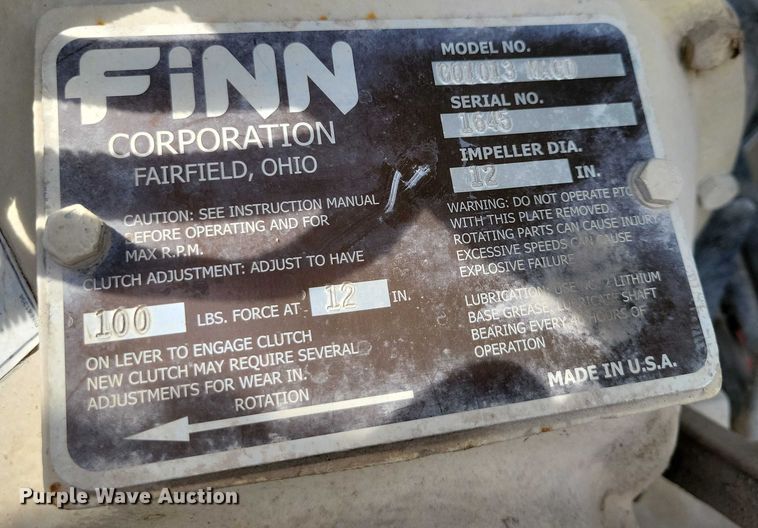 FINN
CORPORATION
FAIRFIELD, OHIO
MODEL NO.
SERIAL NO.
1645
IMPELLER DIA.
12 IN.
CAUTION: SEE INSTRUCTION MANUAL
BEFORE OPERATING AND FOR
MAX R.P.M.
CLUTCH ADJUSTMENT: ADJUST TO HAVE
100 LBS. FORCE AT 12 IN.
ON LEVER TO ENGAGE CLUTCH
NEW CLUTCH MAY REQUIRE SEVERAL
ADJUSTMENTS FOR WEAR IN.
ROTATION
WARNING: DO NOT OPERATE PTO
WITH THIS PLATE REMOVED.
ROTATING PARTS CAN CAUSE INJURY
EXCESSIVE SPEEDS CAN CAUSE
EXPLOSIVE FAILURE
LUBRICATION: LITHIUM
BASE GREASE. LUBRICATE SHAFT
BEARING EVERY HOURS OF
OPERATION
MADE IN U.S.A.
Purple Wave Auction